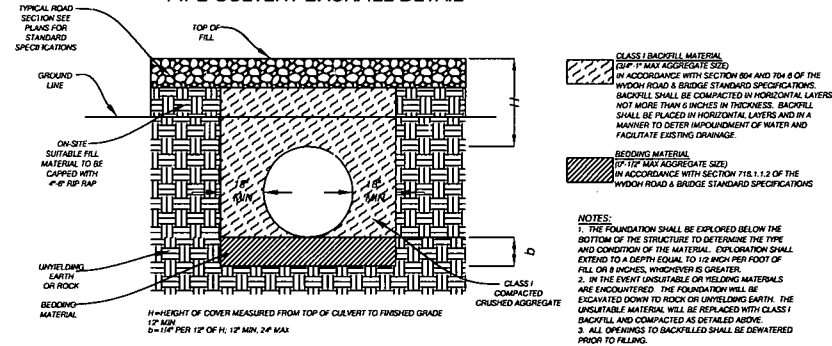 PIPE CULVERT BACKFILL DETAIL
TYPICAL ROAD
SECTION SEE
PLANS FOR
STANDARD
SPECIFICATIONS
TOP OF
FILL
GROUND
LINE
H
ON-SITE
SUITABLE FILL
MATERIAL TO BE
CAPPED WITH
4"-6" RIP RAP
18"
MIN
18"
MIN
b
UNYIELDING
EARTH
OR ROCK
BEDDING
MATERIAL
CLASS I
COMPACTED
CRUSHED AGGREGATE
H=HEIGHT OF COVER MEASURED FROM TOP OF CULVERT TO FINISHED GRADE
12" MIN
b=1/4" PER 12" OF H; 12" MIN, 24" MAX
CLASS I BACKFILL MATERIAL
(3/4"-1" MAX AGGREGATE SIZE)
IN ACCORDANCE WITH SECTION 604 AND 704.6 OF THE
WYDOH ROAD & BRIDGE STANDARD SPECIFICATIONS.
BACKFILL SHALL BE COMPACTED IN HORIZONTAL LAYERS
NOT MORE THAN 6 INCHES IN THICKNESS. BACKFILL
SHALL BE PLACED IN HORIZONTAL LAYERS AND IN A
MANNER TO DETER IMPOUNDMENT OF WATER AND
FACILITATE EXISTING DRAINAGE.
BEDDING MATERIAL
(0"-1/2" MAX AGGREGATE SIZE)
IN ACCORDANCE WITH SECTION 716.1.1.2 OF THE
WYDOH ROAD & BRIDGE STANDARD SPECIFICATIONS
NOTES:
1. THE FOUNDATION SHALL BE EXPLORED BELOW THE
BOTTOM OF THE STRUCTURE TO DETERMINE THE TYPE
AND CONDITION OF THE MATERIAL. EXPLORATION SHALL
EXTEND TO A DEPTH EQUAL TO 1/2 INCH PER FOOT OF
FILL OR 8 INCHES, WHICHEVER IS GREATER.
2. IN THE EVENT UNSUITABLE OR YIELDING MATERIALS
ARE ENCOUNTERED. THE FOUNDATION WILL BE
EXCAVATED DOWN TO ROCK OR UNYIELDING EARTH. THE
UNSUITABLE MATERIAL WILL BE REPLACED WITH CLASS I
BACKFILL AND COMPACTED AS DETAILED ABOVE.
3. ALL OPENINGS TO BACKFILLED SHALL BE DEWATERED
PRIOR TO FILLING.